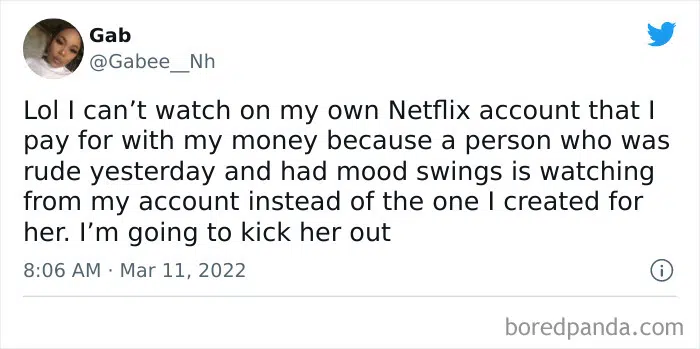 Gab
@Gabee__Nh
Lol I can’t watch on my own Netflix account that I
pay for with my money because a person who was
rude yesterday and had mood swings is watching
from my account instead of the one I created for
her. I’m going to kick her out
8:06 AM · Mar 11, 2022
boredpanda.com